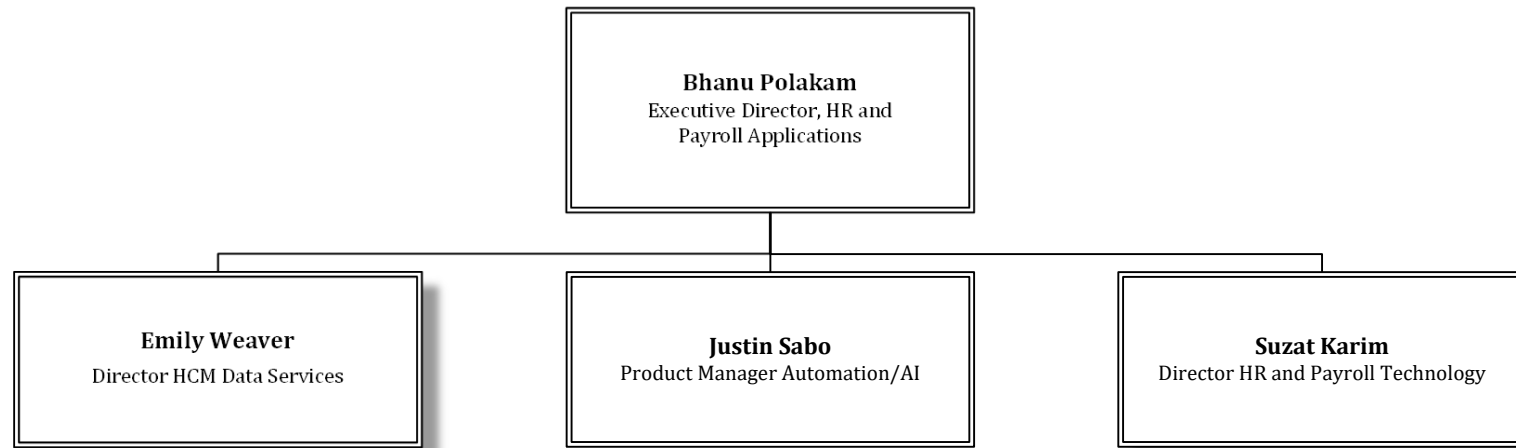 Bhanu Polakam
Executive Director, HR and
Payroll Applications
Emily Weaver
Director HCM Data Services
Justin Sabo
Product Manager Automation/AI
Suzat Karim
Director HR and Payroll Technology